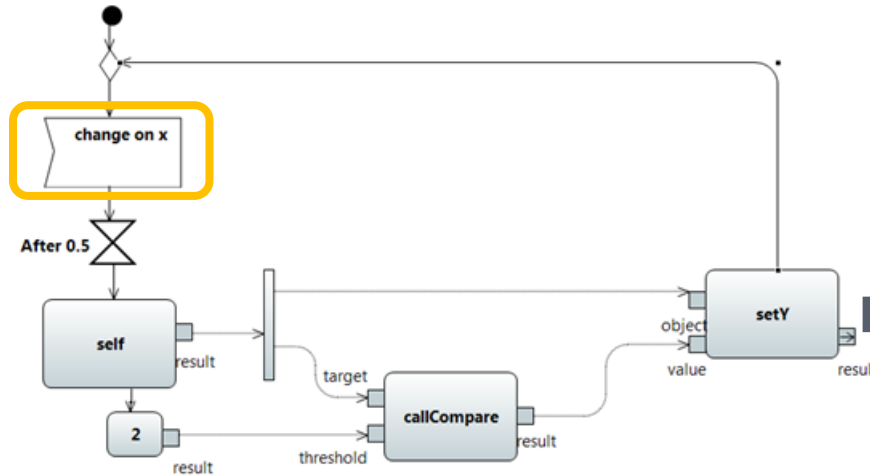 change on x
After 0.5
self
result
2
result
target
threshold
callCompare
result
object
value
setY
resul